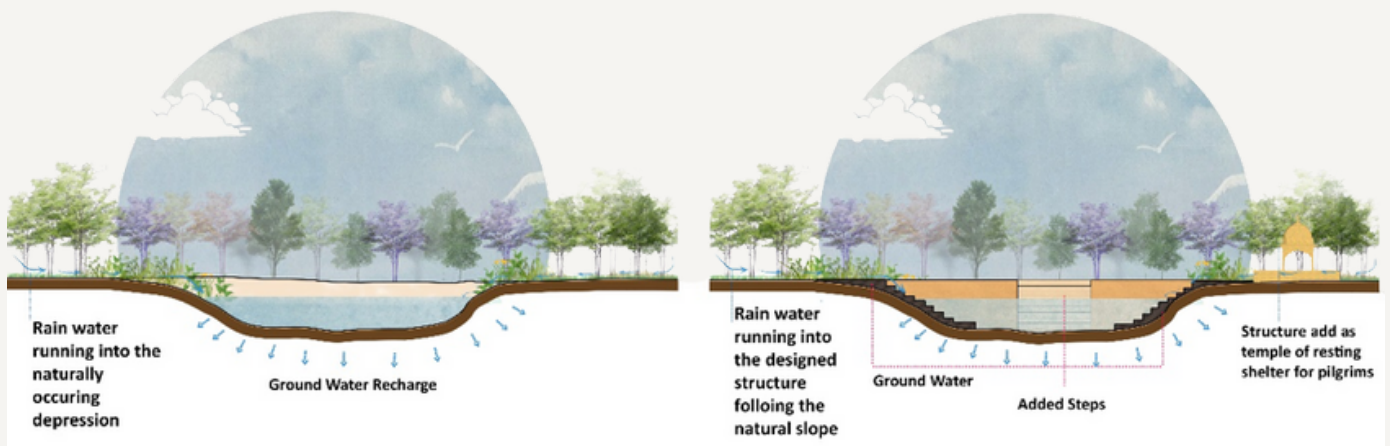 Rain water
running into the
naturally
occuring
depression
Ground Water Recharge
Rain water
running into
the designed
structure
folloing the
natural slope
Ground Water
Added Steps
Structure add as
temple of resting
shelter for pilgrims